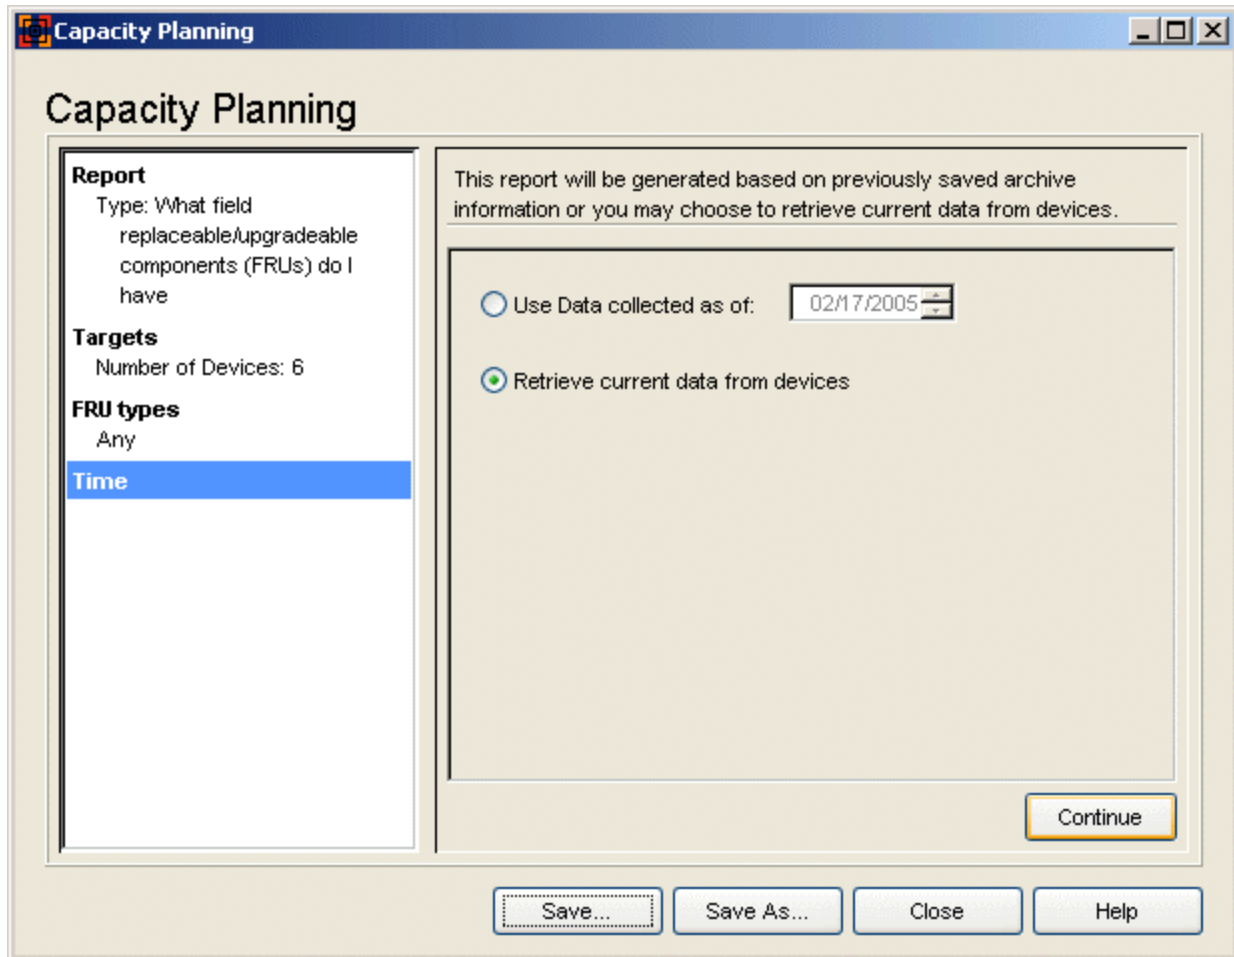 Capacity Planning
Capacity Planning
Report
Type: What field
replaceable/upgradeable
components (FRUs) do I
have
Targets
Number of Devices: 6
FRU types
Any
Time
This report will be generated based on previously saved archive
information or you may choose to retrieve current data from devices.
Use Data collected as of: 02/17/2005
Retrieve current data from devices
Continue
Save... Save As... Close Help